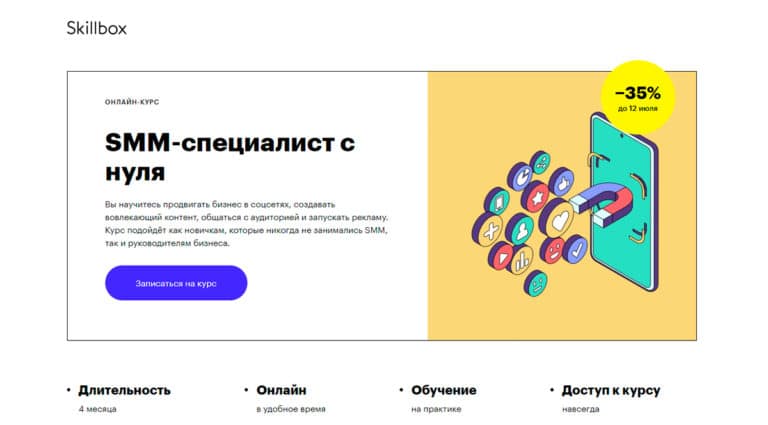 Skillbox
–35%
до 12 июля
ОНЛАЙН-КУРС
SMM-специалист с
нуля
Вы научитесь продвигать бизнес в соцсетях, создавать
вовлекающий контент, общаться с аудиторией и запускать рекламу.
Курс подойдёт как новичкам, которые никогда не занимались SMM,
так и руководителям бизнеса.
Записаться на курс
• Длительность
4 месяца
• Онлайн
в удобное время
• Обучение
на практике
• Доступ к курсу
навсегда